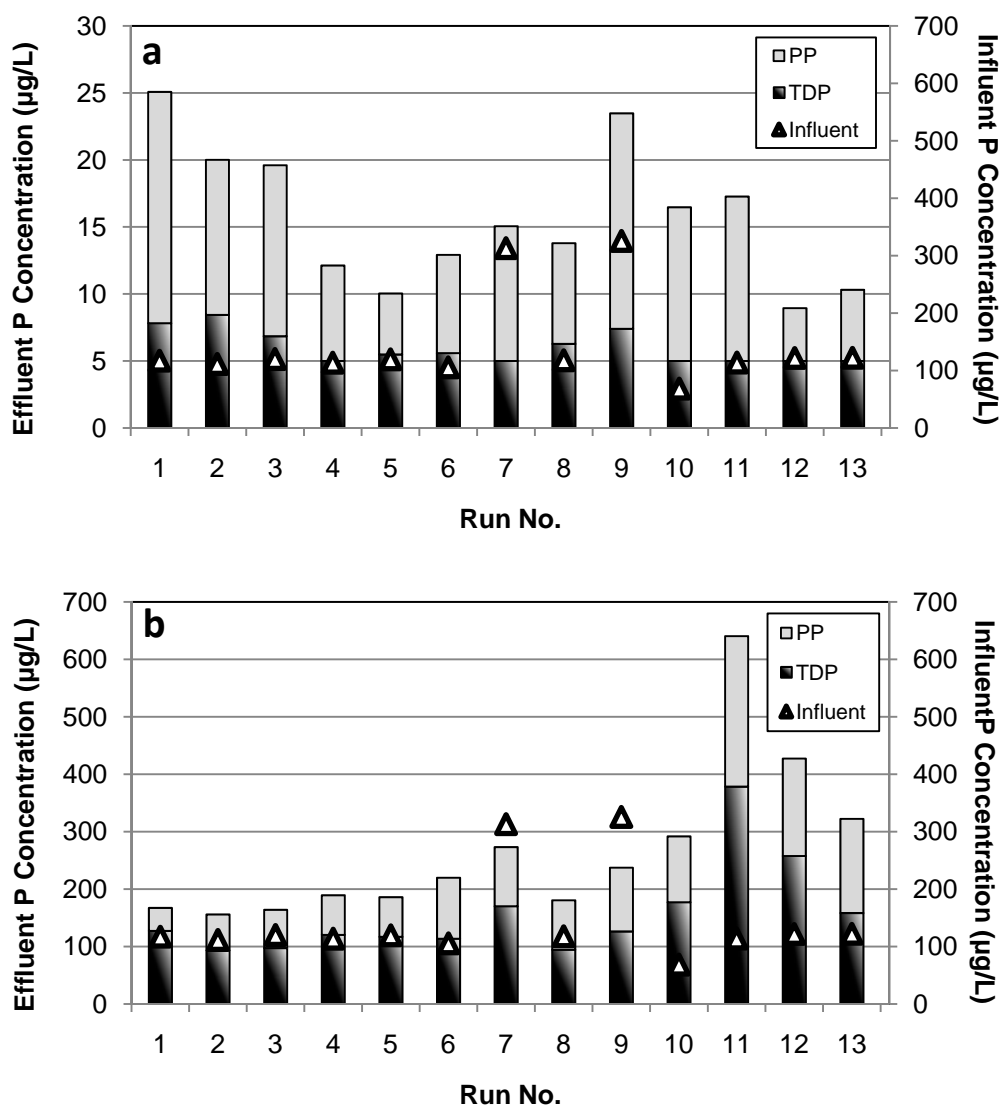 a
Effluent P Concentration (µg/L)
30
25
20
15
10
5
0
PP
TDP
Influent
700
600
500
400
300
200
100
0
Influent P Concentration (µg/L)
1 2 3 4 5 6 7 8 9 10 11 12 13
Run No.
b
Effluent P Concentration (µg/L)
700
600
500
400
300
200
100
0
PP
TDP
Influent
700
600
500
400
300
200
100
0
InfluentP Concentration (µg/L)
1 2 3 4 5 6 7 8 9 10 11 12 13
Run No.